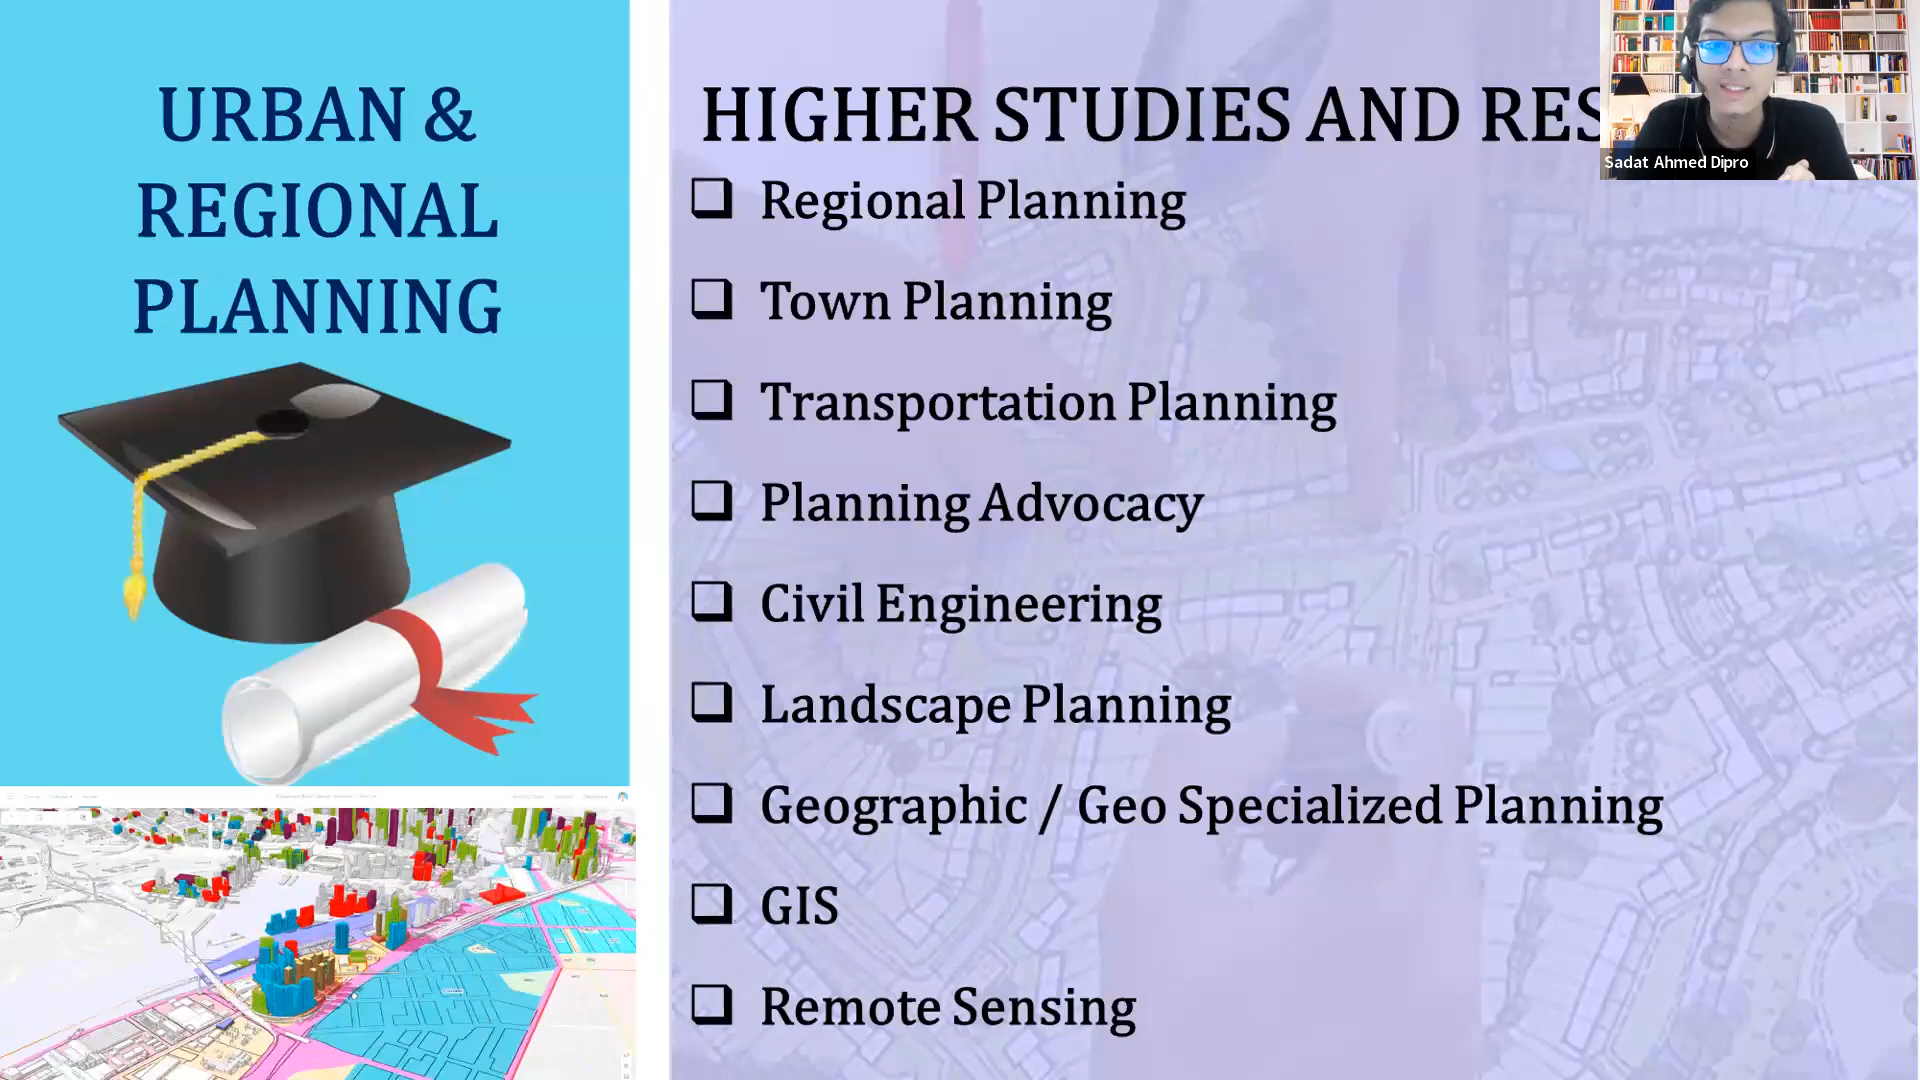 URBAN &
REGIONAL
PLANNING
HIGHER STUDIES AND RES
Sadat Ahmed Dipro
Regional Planning
Town Planning
Transportation Planning
Planning Advocacy
Civil Engineering
Landscape Planning
Geographic / Geo Specialized Planning
GIS
Remote Sensing